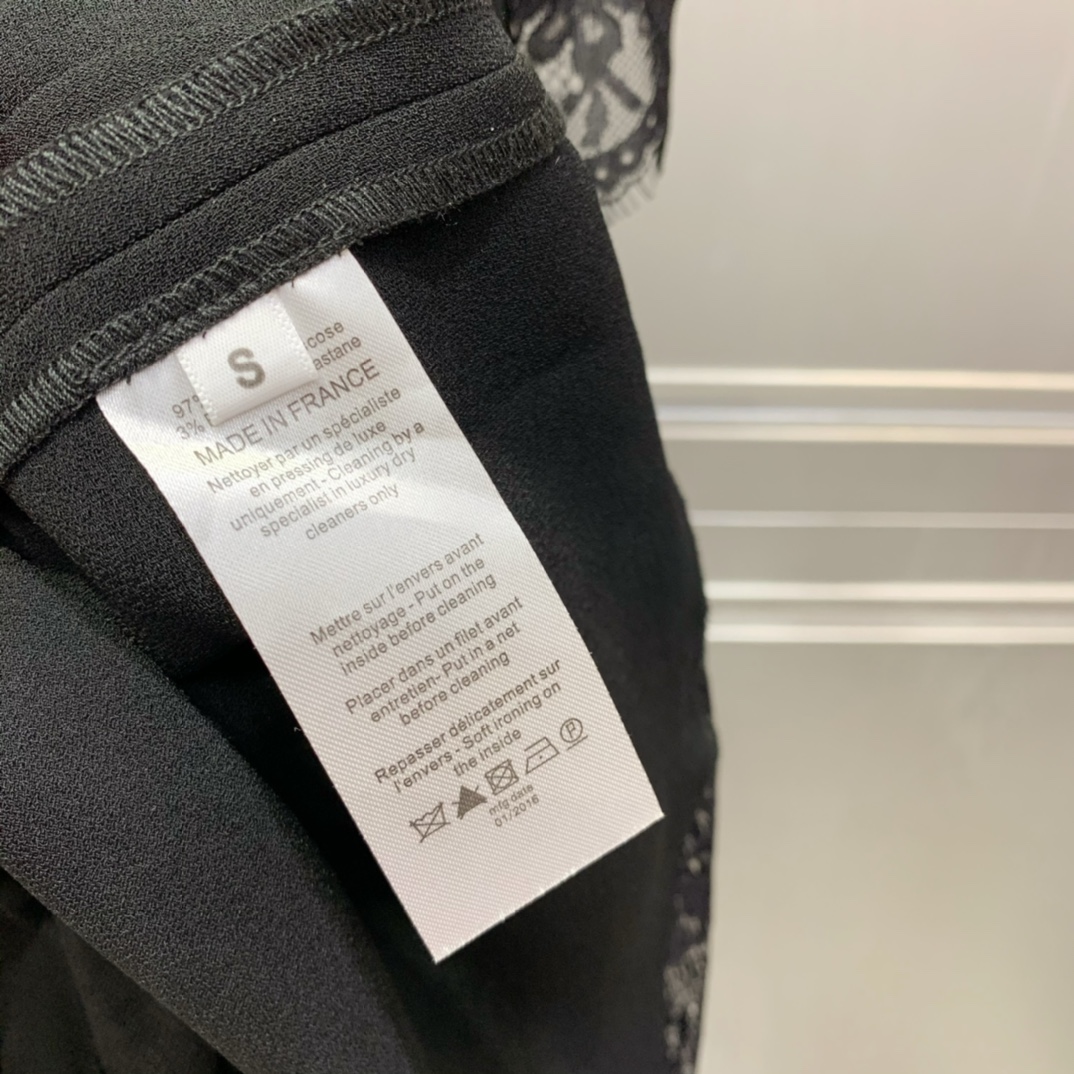 S
97%
3%
MADE IN FRANCE
Nettoyer par un spécialiste
en pressing de luxe
uniquement - Cleaning by a
specialist in luxury dry
cleaners only
Mettre sur l'envers avant
nettoyage - Put on the
inside before cleaning
Placer dans un filet avant
entretien- Put in a net
before cleaning
Repasser délicatement sur
l'envers - Soft ironing on
the inside
P
mfg date
01/2016